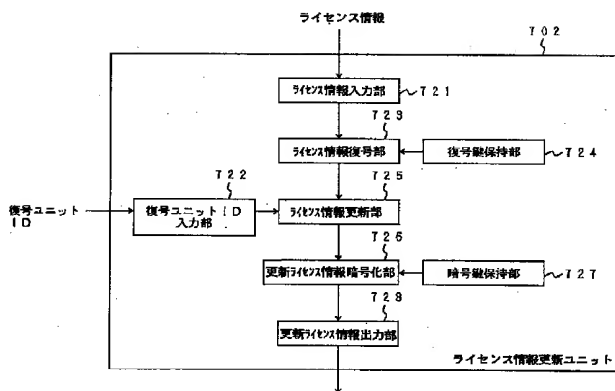 ライセンス情報
702
ライセンス情報入力部
721
723
ライセンス情報復号部
復号鍵保持部
724
722
725
復号ユニット
ID
復号ユニットID
入力部
ライセンス情報更新部
726
更新ライセンス情報暗号化部
暗号鍵保持部
727
728
更新ライセンス情報出力部
ライセンス情報更新ユニット